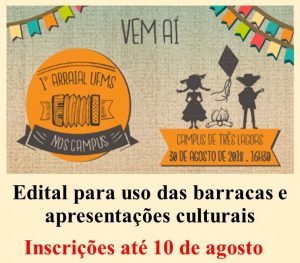 VEM AÍ
1º ARRAIAL UFMS
NOS CAMPUS
CAMPUS DE TRÊS LAGOAS
30 DE AGOSTO DE 2018 - 16H30
Edital para uso das barracas e
apresentações culturais
Inscrições até 10 de agosto